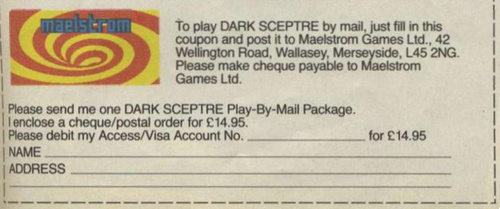 maelstrom
To play DARK SCEPTRE by mail, just fill in this
coupon and post it to Maelstrom Games Ltd., 42
Wellington Road, Wallasey, Merseyside, L45 2NG.
Please make cheque payable to Maelstrom
Games Ltd.
Please send me one DARK SCEPTRE Play-By-Mail Package.
I enclose a cheque/postal order for £14.95.
Please debit my Access/Visa Account No. for £14.95
NAME
ADDRESS